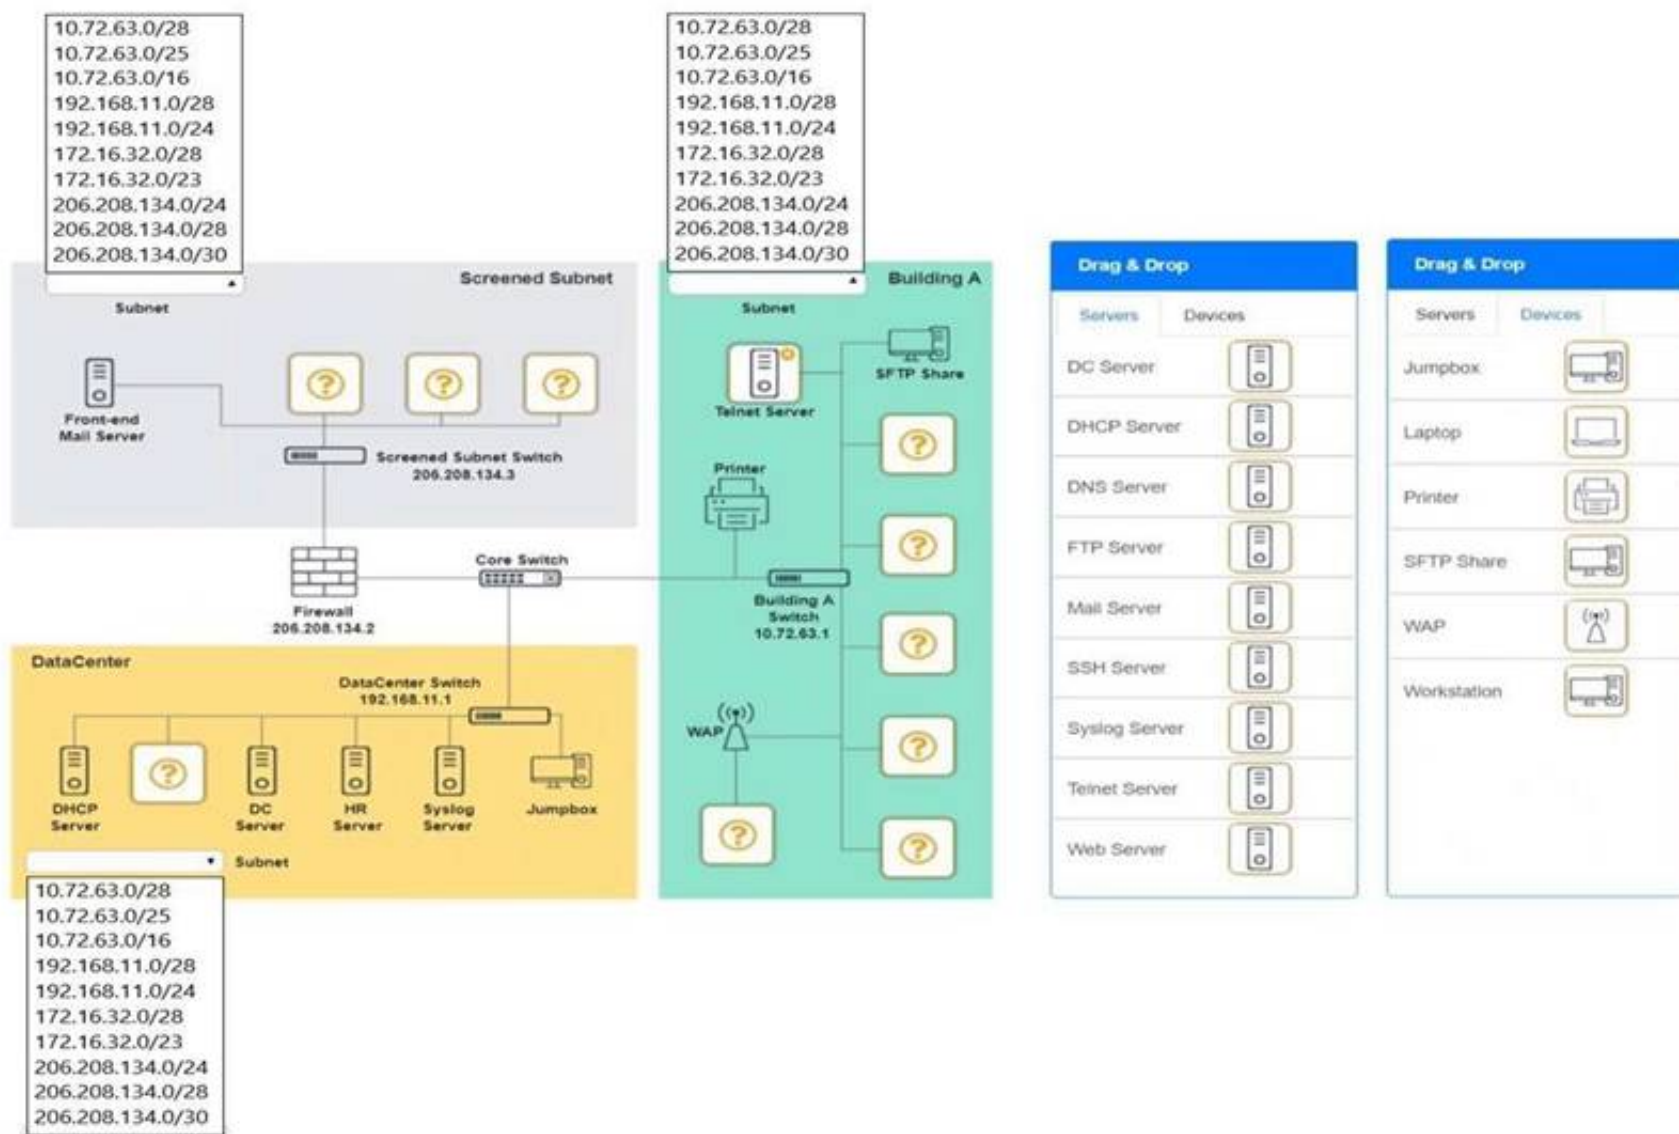 10.72.63.0/28
10.72.63.0/25
10.72.63.0/16
192.168.11.0/28
192.168.11.0/24
172.16.32.0/28
172.16.32.0/23
206.208.134.0/24
206.208.134.0/28
206.208.134.0/30
Screened Subnet
Subnet
Front-end
Mail Server
?
?
?
Screened Subnet Switch
206.208.134.3
Firewall
206.208.134.2
Core Switch
10.72.63.0/28
10.72.63.0/25
10.72.63.0/16
192.168.11.0/28
192.168.11.0/24
172.16.32.0/28
172.16.32.0/23
206.208.134.0/24
206.208.134.0/28
206.208.134.0/30
Building A
Subnet
Telnet Server
SFTP Share
?
Printer
?
Building A
Switch
10.72.63.1
?
WAP
?
?
?
DataCenter
DataCenter Switch
192.168.11.1
DHCP
Server
?
DC
Server
HR
Server
Syslog
Server
Jumpbox
Subnet
10.72.63.0/28
10.72.63.0/25
10.72.63.0/16
192.168.11.0/28
192.168.11.0/24
172.16.32.0/28
172.16.32.0/23
206.208.134.0/24
206.208.134.0/28
206.208.134.0/30
Drag & Drop
Servers Devices
DC Server
DHCP Server
DNS Server
FTP Server
Mail Server
SSH Server
Syslog Server
Telnet Server
Web Server
Drag & Drop
Servers Devices
Jumpbox
Laptop
Printer
SFTP Share
WAP
Workstation